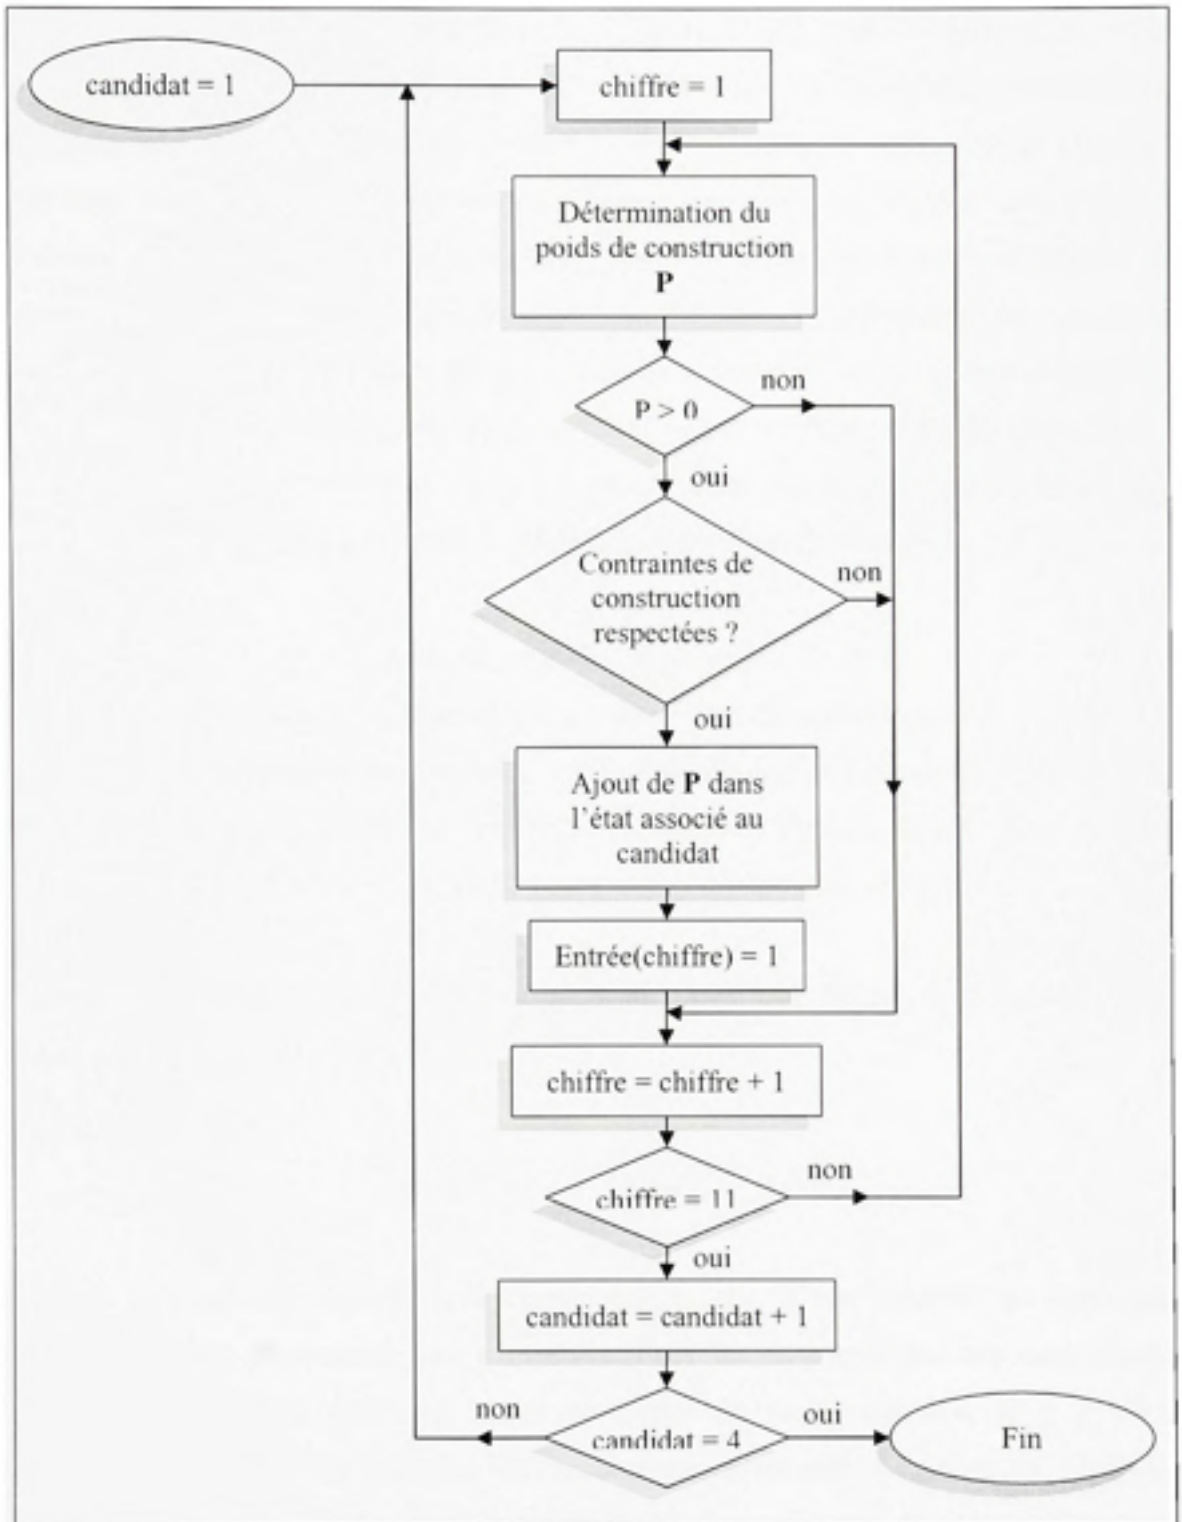 candidat = 1
chiffre = 1
Détermination du
poids de construction
P
P > 0
non
oui
Contraintes de
construction
respectées ?
non
oui
Ajout de P dans
l'état associé au
candidat
Entrée(chiffre) = 1
chiffre = chiffre + 1
chiffre = 11
non
oui
candidat = candidat + 1
non
candidat = 4
oui
Fin